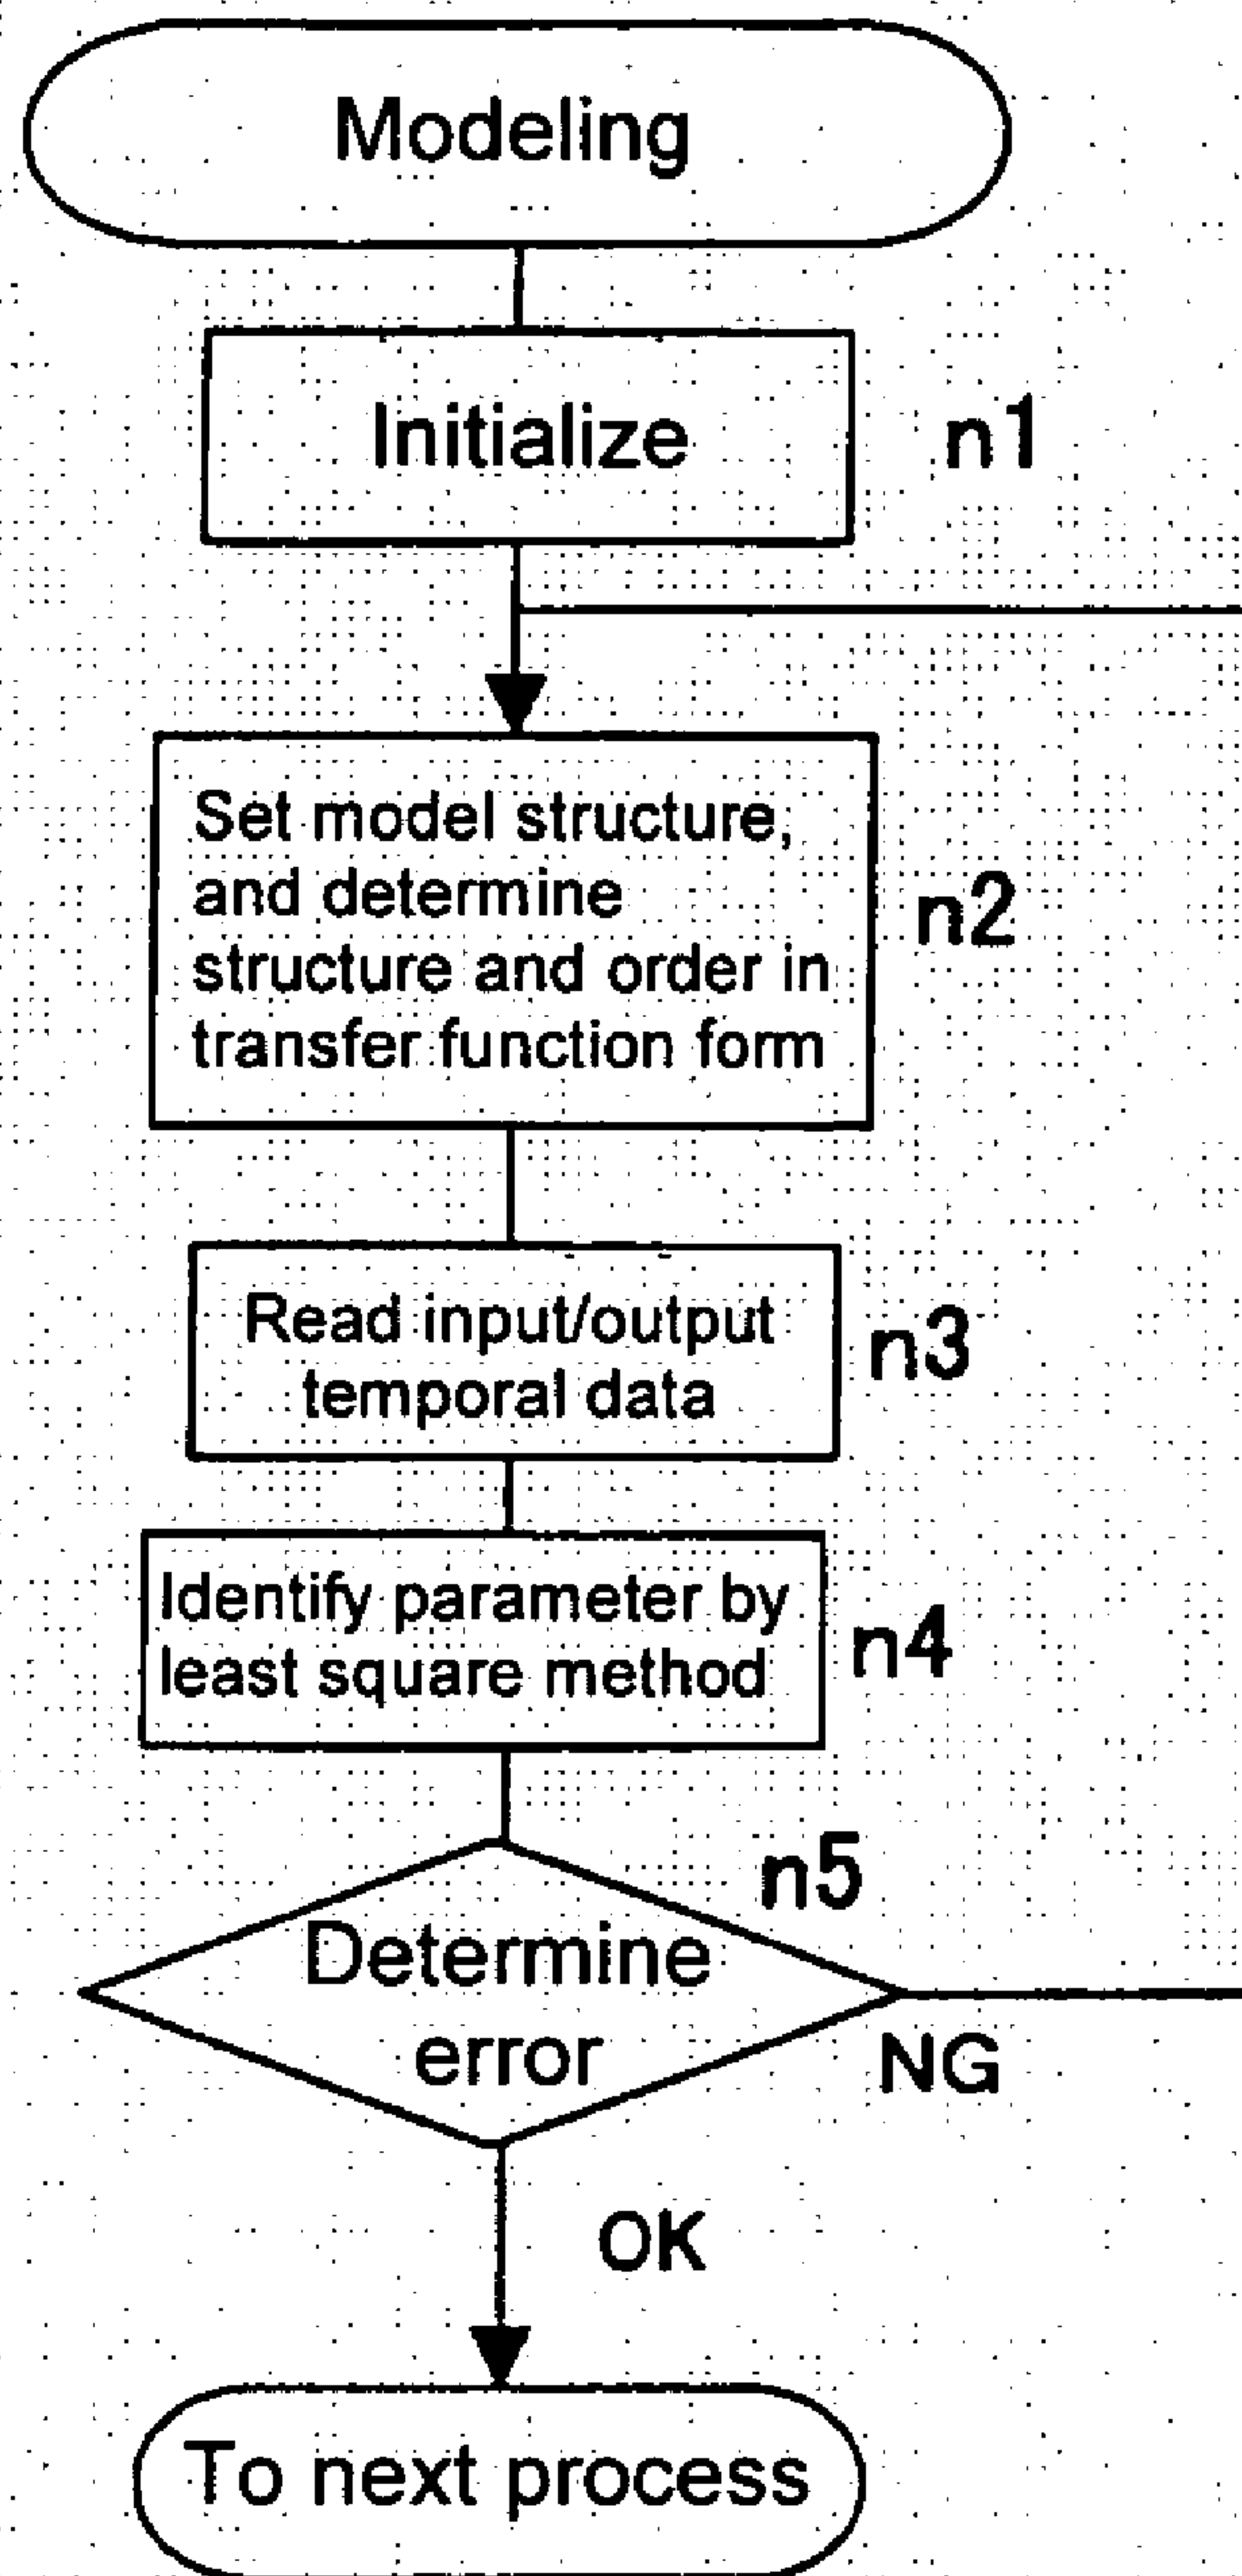 Modeling
Initialize
n1
Set model structure,
and determine
structure and order in
transfer function form
n2
Read input/output
temporal data
n3
Identify parameter by
least square method
n4
n5
Determine
error
NG
OK
To next process